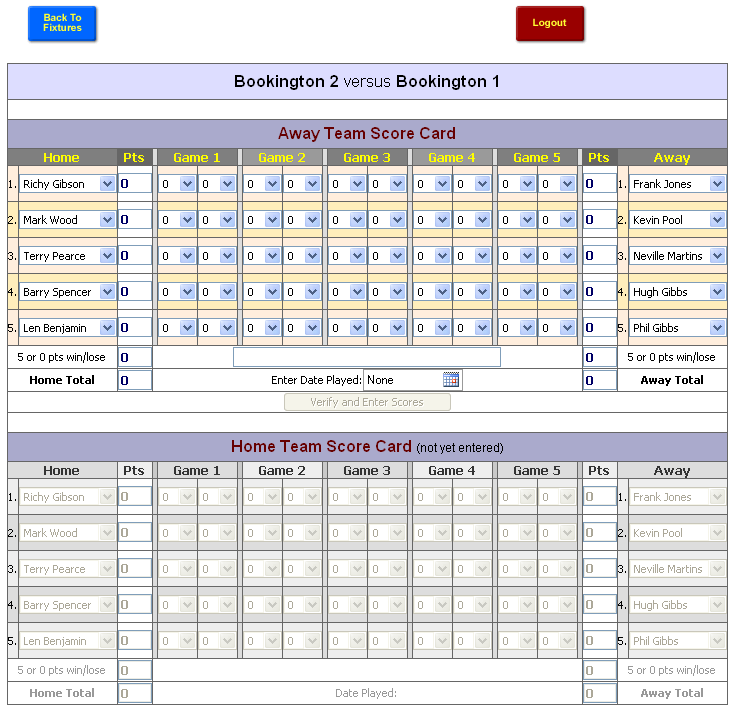 Back To
Fixtures
Logout
Bookington 2 versus Bookington 1
Away Team Score Card
Home Pts Game 1 Game 2 Game 3 Game 4 Game 5 Pts Away
1. Richy Gibson 0 0 0 0 0 0 0 0 0 0 0 0 1. Frank Jones
2. Mark Wood 0 0 0 0 0 0 0 0 0 0 0 0 2. Kevin Pool
3. Terry Pearce 0 0 0 0 0 0 0 0 0 0 0 0 3. Neville Martins
4. Barry Spencer 0 0 0 0 0 0 0 0 0 0 0 0 4. Hugh Gibbs
5. Len Benjamin 0 0 0 0 0 0 0 0 0 0 0 0 5. Phil Gibbs
5 or 0 pts win/lose 0 0 5 or 0 pts win/lose
Home Total 0 Enter Date Played: None 0 Away Total
Verify and Enter Scores
Home Team Score Card (not yet entered)
Home Pts Game 1 Game 2 Game 3 Game 4 Game 5 Pts Away
1. Richy Gibson 0 0 0 0 0 0 0 0 0 0 0 0 1. Frank Jones
2. Mark Wood 0 0 0 0 0 0 0 0 0 0 0 0 2. Kevin Pool
3. Terry Pearce 0 0 0 0 0 0 0 0 0 0 0 0 3. Neville Martins
4. Barry Spencer 0 0 0 0 0 0 0 0 0 0 0 0 4. Hugh Gibbs
5. Len Benjamin 0 0 0 0 0 0 0 0 0 0 0 0 5. Phil Gibbs
5 or 0 pts win/lose 0 0 5 or 0 pts win/lose
Home Total 0 Date Played: 0 Away Total